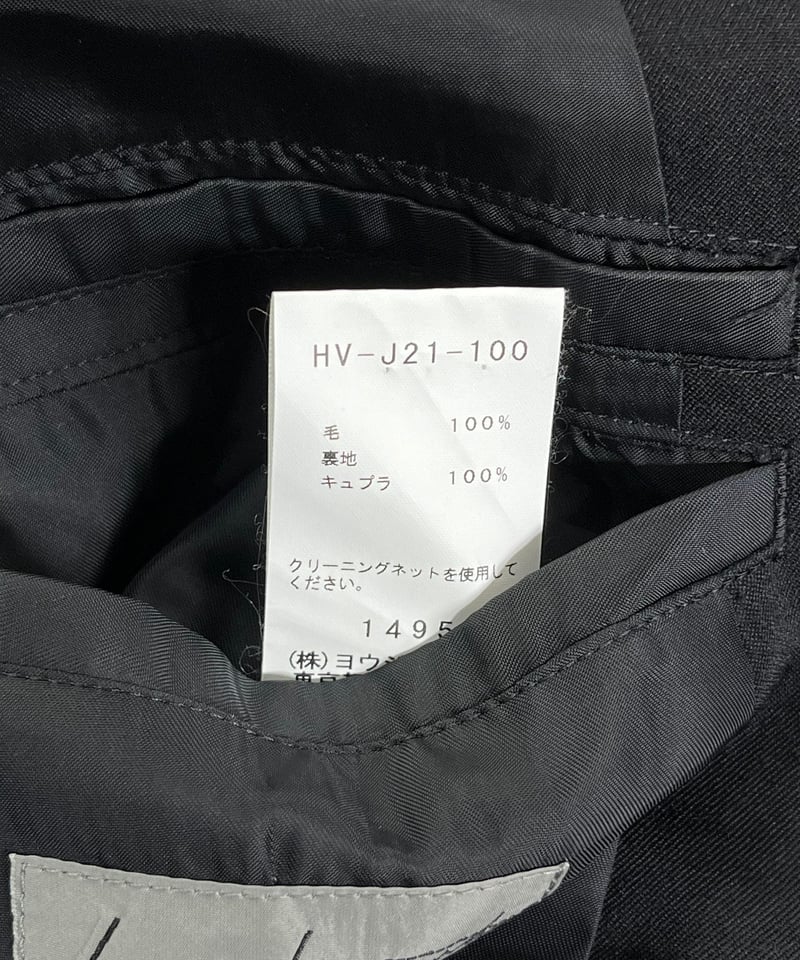 HV-J21-100
毛 100%
裏地
キュプラ 100%
クリーニングネットを使用して
ください。
1495
(株)ヨウジ